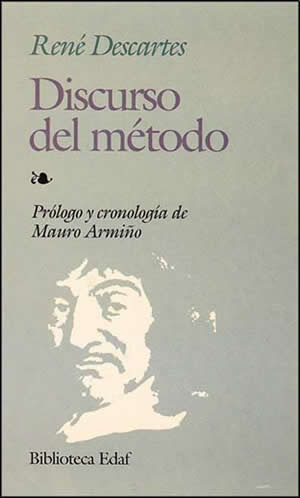 René Descartes
Discurso
del método
Prólogo y cronología de
Mauro Armiño
Biblioteca Edaf